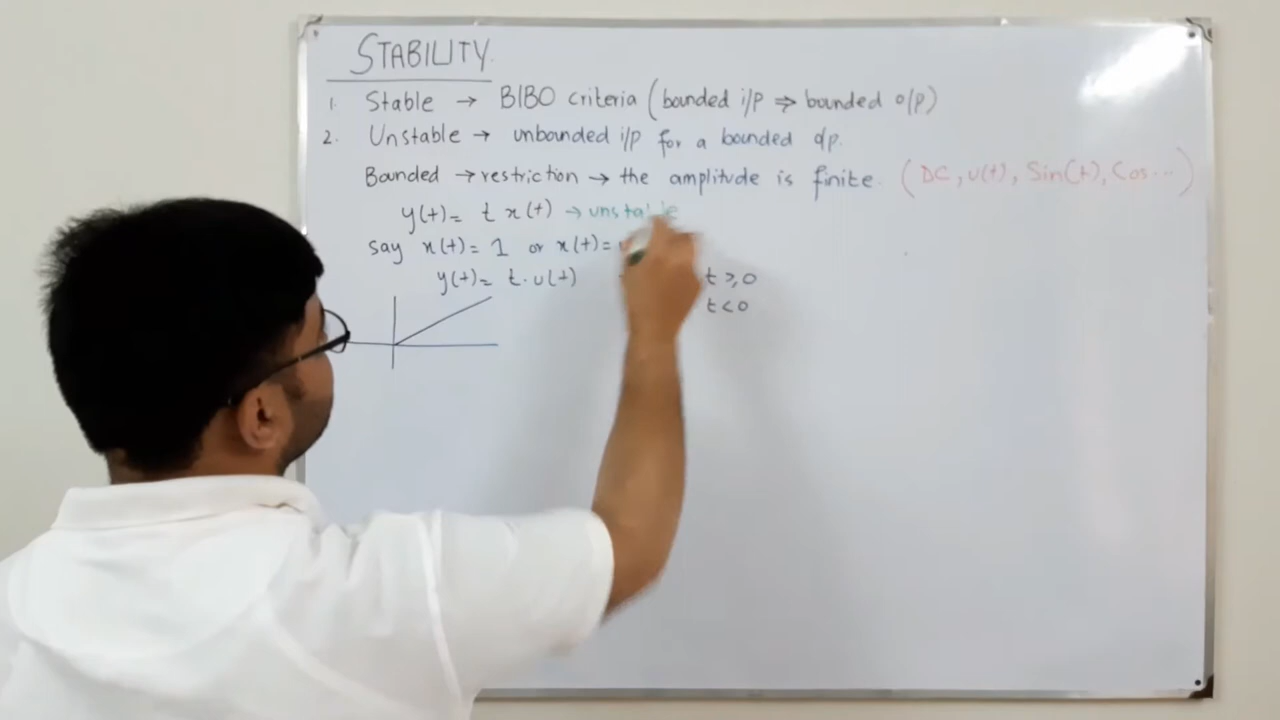 STABILITY.
1. Stable → BIBO criteria (bounded i/p ⇒ bounded o/p)
2. Unstable → unbounded i/p for a bounded o/p.
Bounded → restriction → the amplitude is finite. (DC, u(t), Sin(t), Cos...)
y(t) = t x(t) → unstable
say x(t) = 1 or x(t) =
y(t) = t.u(t) t ≥ 0
t < 0